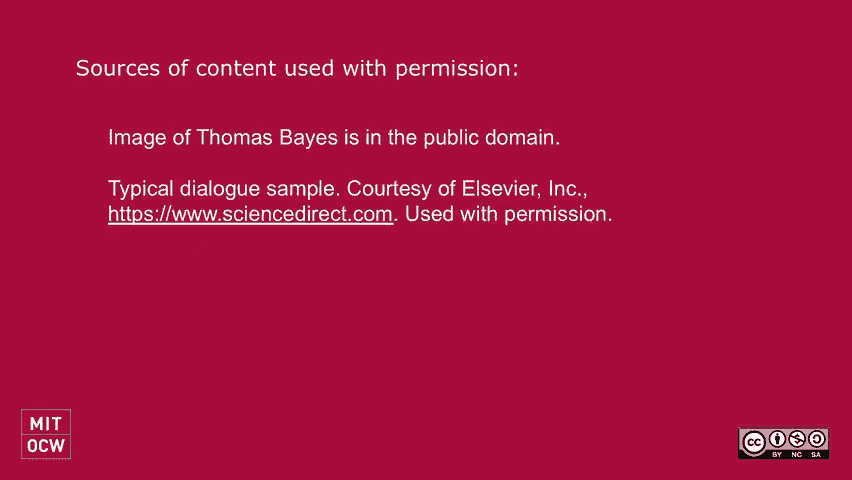 Sources of content used with permission:
Image of Thomas Bayes is in the public domain.
Typical dialogue sample. Courtesy of Elsevier, Inc.,
https://www.sciencedirect.com. Used with permission.
MIT
OCW
cc
BY NC SA